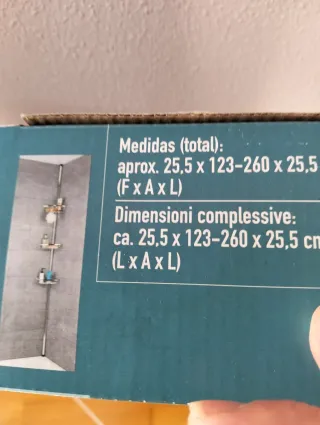 Medidas (total):
aprox. 25,5 x 123–260 x 25,5
(F x A x L)
Dimensioni complessive:
ca. 25,5 x 123–260 x 25,5 cm
(L x A x L)